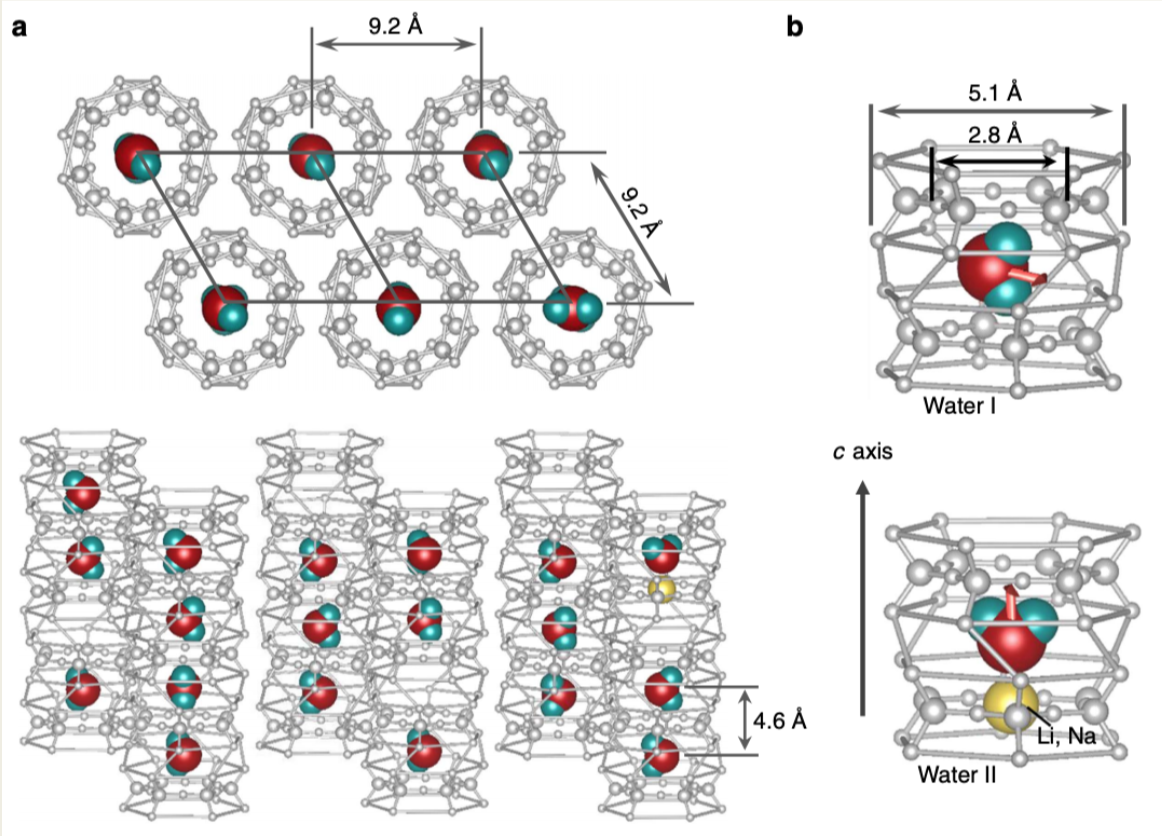 a
9.2 Å
9.2 Å
4.6 Å
b
5.1 Å
2.8 Å
Water I
c axis
Li, Na
Water II